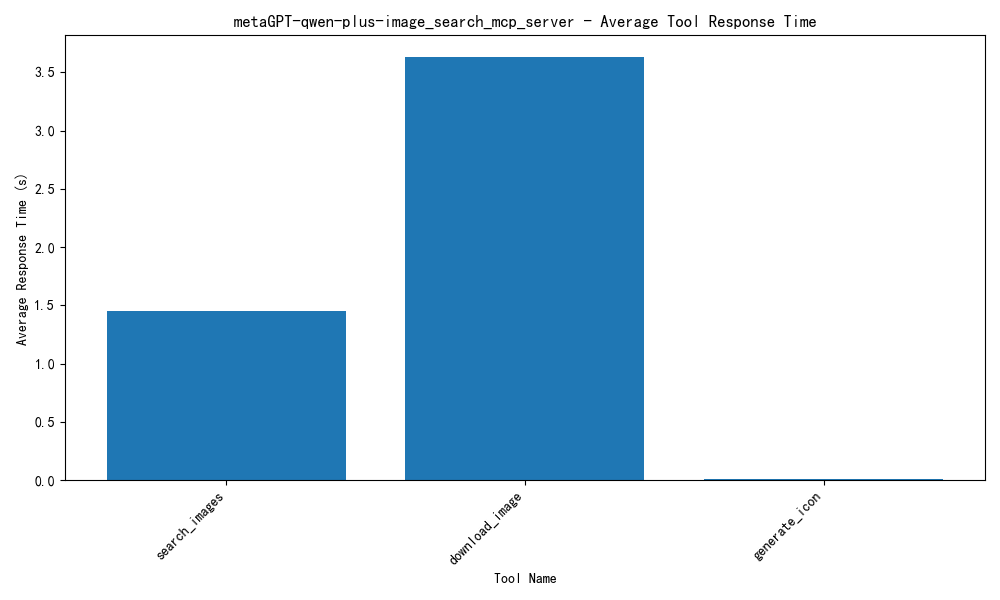 metaGPT-qwen-plus-image_search_mcp_server - Average Tool Response Time
Average Response Time (s)
3.5
3.0
2.5
2.0
1.5
1.0
0.5
0.0
search_images
download_image
generate_icon
Tool Name